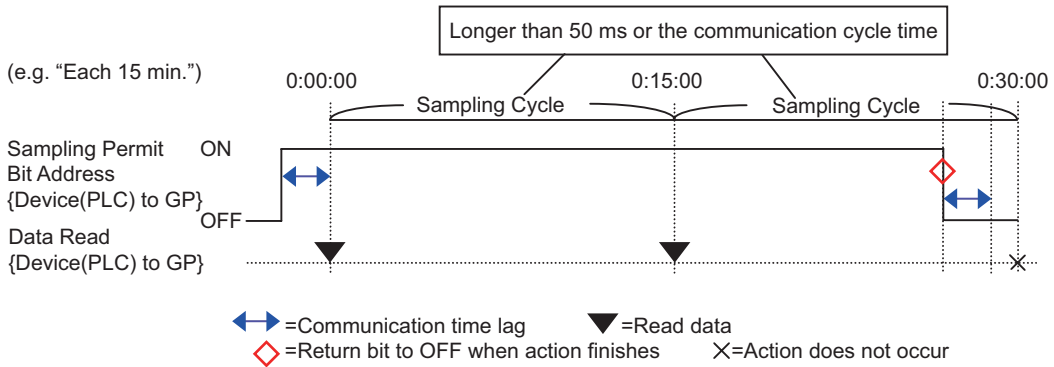 Longer than 50 ms or the communication cycle time
(e.g. “Each 15 min.”)
0:00:00 0:15:00 0:30:00
Sampling Cycle Sampling Cycle
Sampling Permit ON
Bit Address
{Device(PLC) to GP}
OFF
Data Read
{Device(PLC) to GP}
=Communication time lag =Read data
=Return bit to OFF when action finishes =Action does not occur